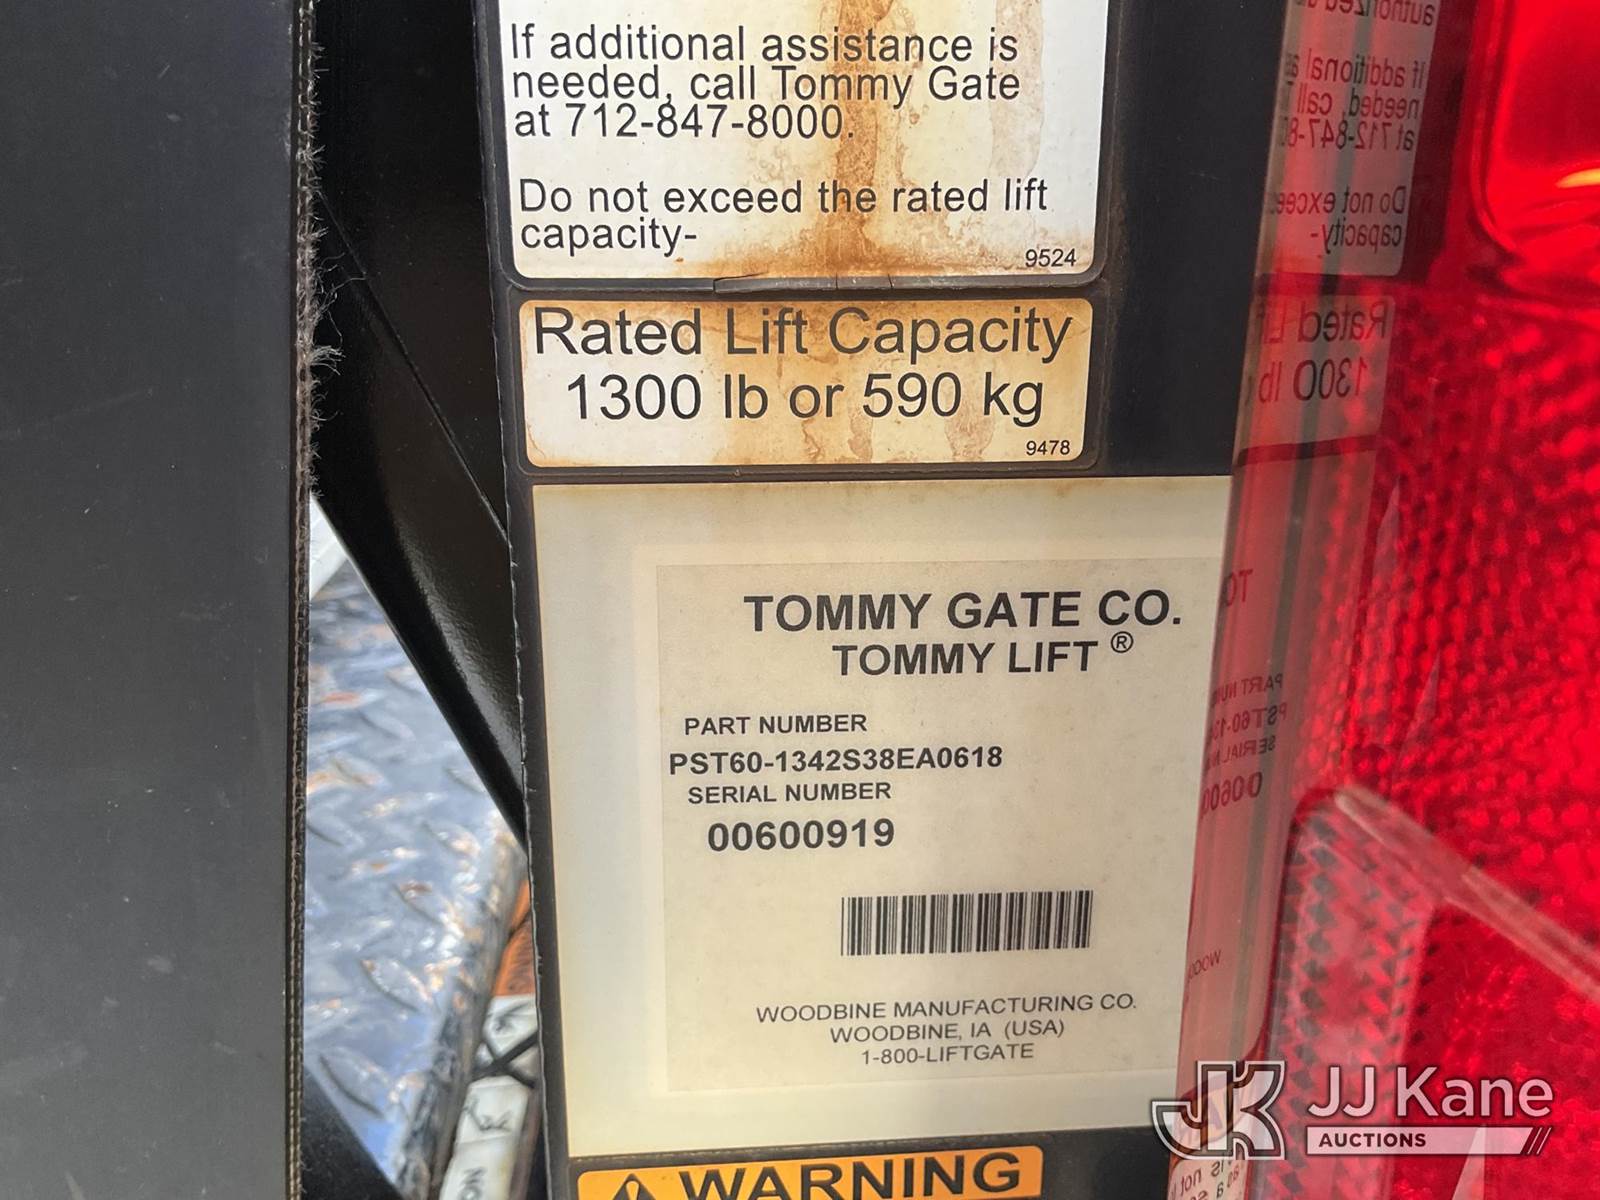 If additional assistance is
needed, call Tommy Gate
at 712-847-8000.
Do not exceed the rated lift
capacity-
9524
Rated Lift Capacity
1300 lb or 590 kg
9478
TOMMY GATE CO.
TOMMY LIFT ®
PART NUMBER
PST60-1342S38EA0618
SERIAL NUMBER
00600919
WOODBINE MANUFACTURING CO.
WOODBINE, IA (USA)
1-800-LIFTGATE
WARNING
JK JJ Kane
AUCTIONS